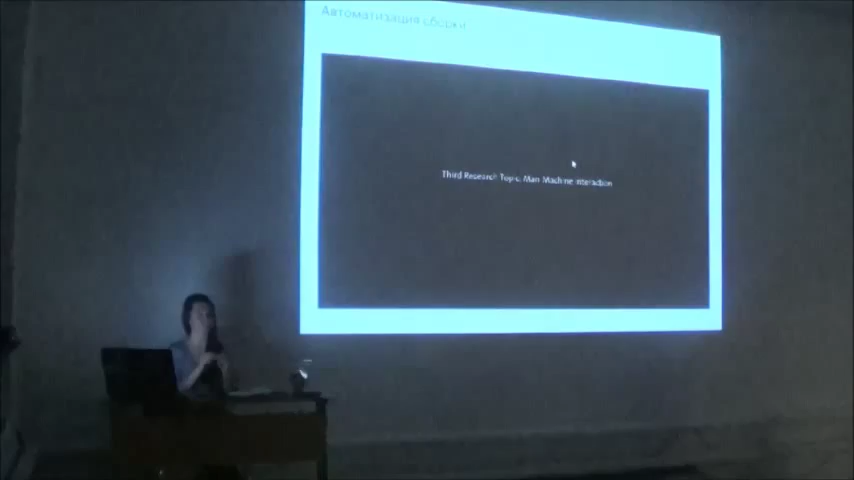 Автоматизация сборки
Third Research Topic: Man Machine Interaction